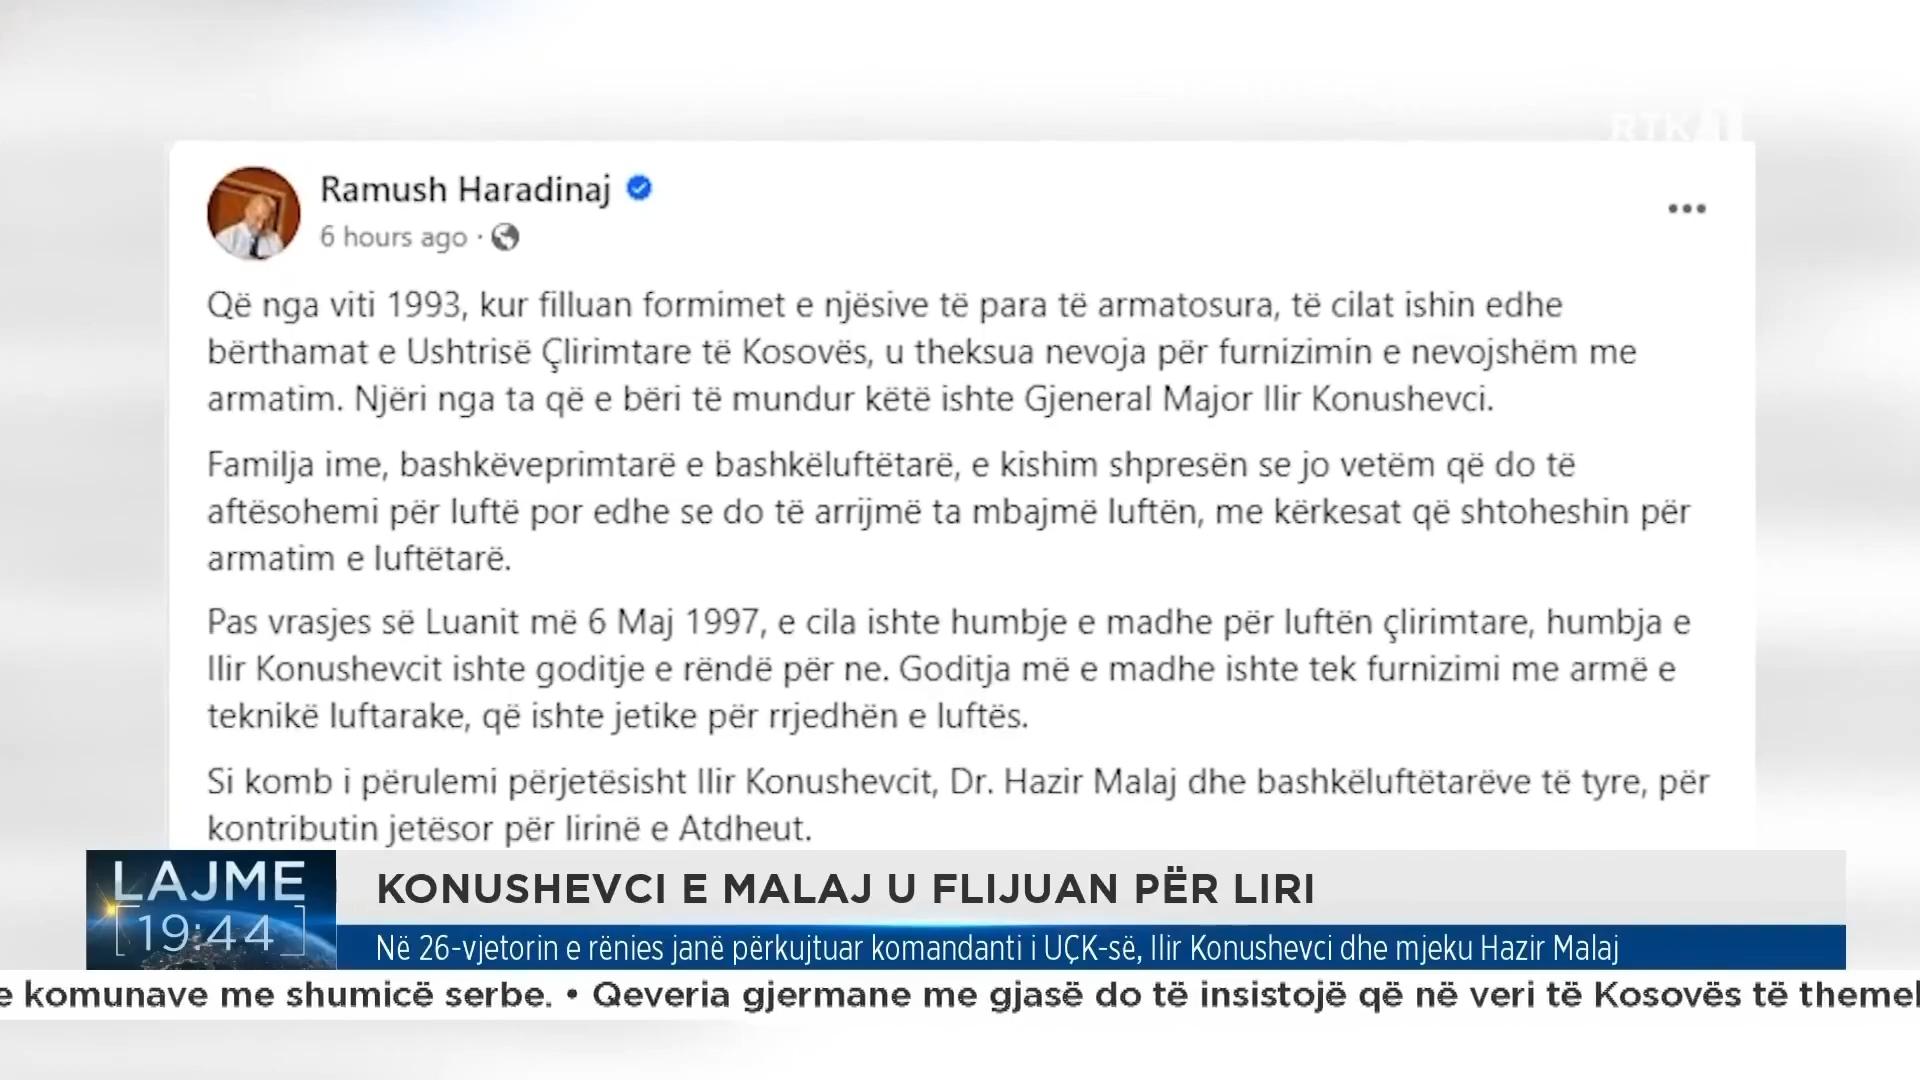 RTK 1
Ramush Haradinaj
6 hours ago ·
Që nga viti 1993, kur filluan formimet e njësive të para të armatosura, të cilat ishin edhe
bërthamat e Ushtrisë Çlirimtare të Kosovës, u theksua nevoja për furnizimin e nevojshëm me
armatim. Njëri nga ta që e bëri të mundur këtë ishte Gjeneral Major Ilir Konushevci.
Familja ime, bashkëveprimtarë e bashkëluftëtarë, e kishim shpresën se jo vetëm që do të
aftësohemi për luftë por edhe se do të arrijmë ta mbajmë luftën, me kërkesat që shtoheshin për
armatim e luftëtarë.
Pas vrasjes së Luanit më 6 Maj 1997, e cila ishte humbje e madhe për luftën çlirimtare, humbja e
Ilir Konushevcit ishte goditje e rëndë për ne. Goditja më e madhe ishte tek furnizimi me armë e
teknikë luftarake, që ishte jetike për rrjedhën e luftës.
Si komb i përulemi përjetësisht Ilir Konushevcit, Dr. Hazir Malaj dhe bashkëluftëtarëve të tyre, për
kontributin jetësor për lirinë e Atdheut.
LAJME
19:44
KONUSHEVCI E MALAJ U FLIJUAN PËR LIRI
Në 26-vjetorin e rënies janë përkujtuar komandanti i UÇK-së, Ilir Konushevci dhe mjeku Hazir Malaj
e komunave me shumicë serbe. • Qeveria gjermane me gjasë do të insistojë që në veri të Kosovës të themel